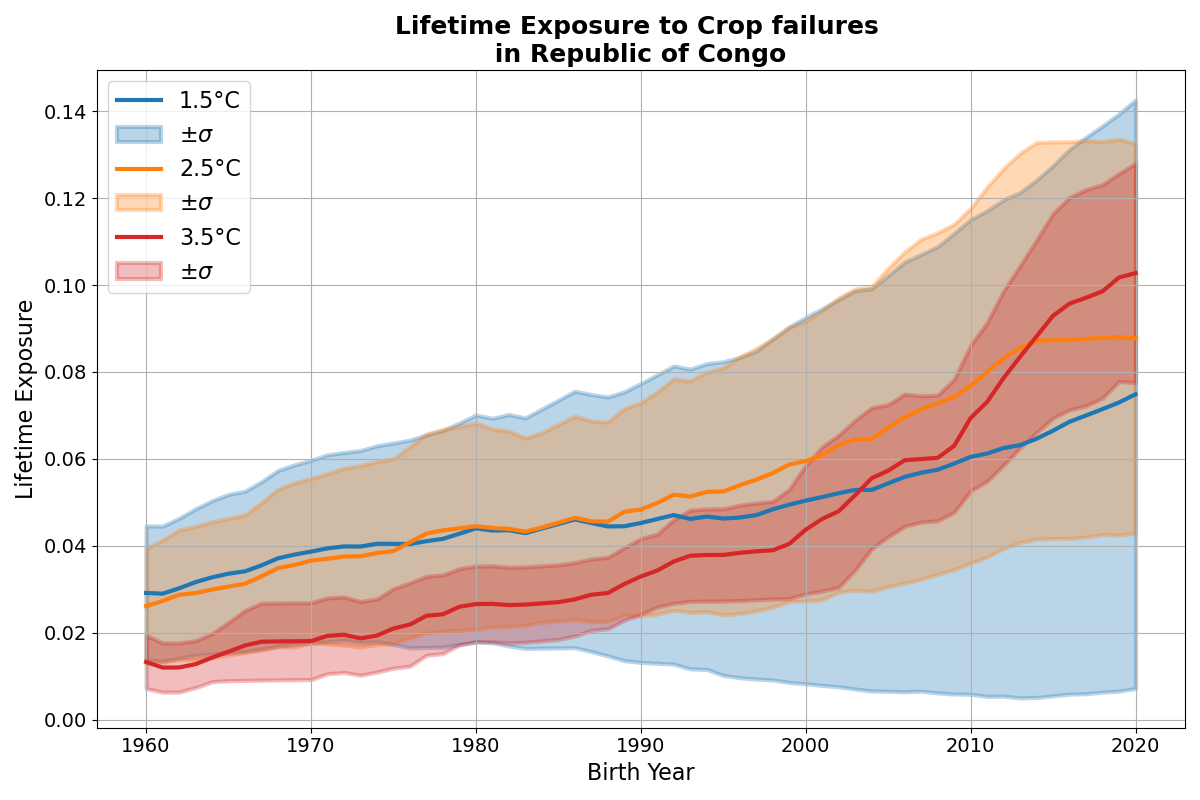 Lifetime Exposure to Crop failures
in Republic of Congo
1.5°C
±σ
2.5°C
±σ
3.5°C
±σ
Lifetime Exposure
0.14
0.12
0.10
0.08
0.06
0.04
0.02
0.00
1960 1970 1980 1990 2000 2010 2020
Birth Year